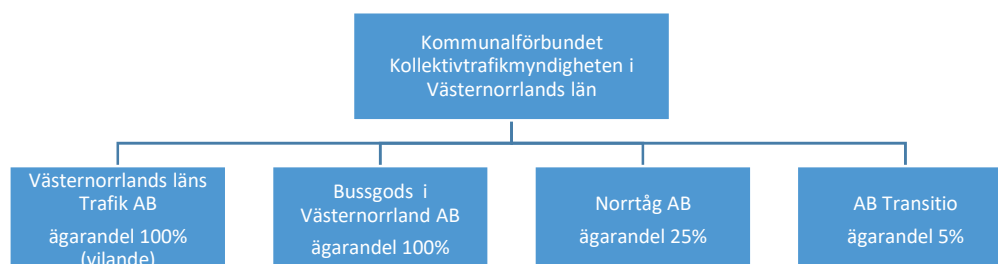 Kommunalförbundet
Kollektivtrafikmyndigheten i
Västernorrlands län
Västernorrlands läns
Trafik AB
ägarandel 100%
(vilande)
Bussgods i
Västernorrland AB
ägarandel 100%
Norrtåg AB
ägarandel 25%
AB Transitio
ägarandel 5%